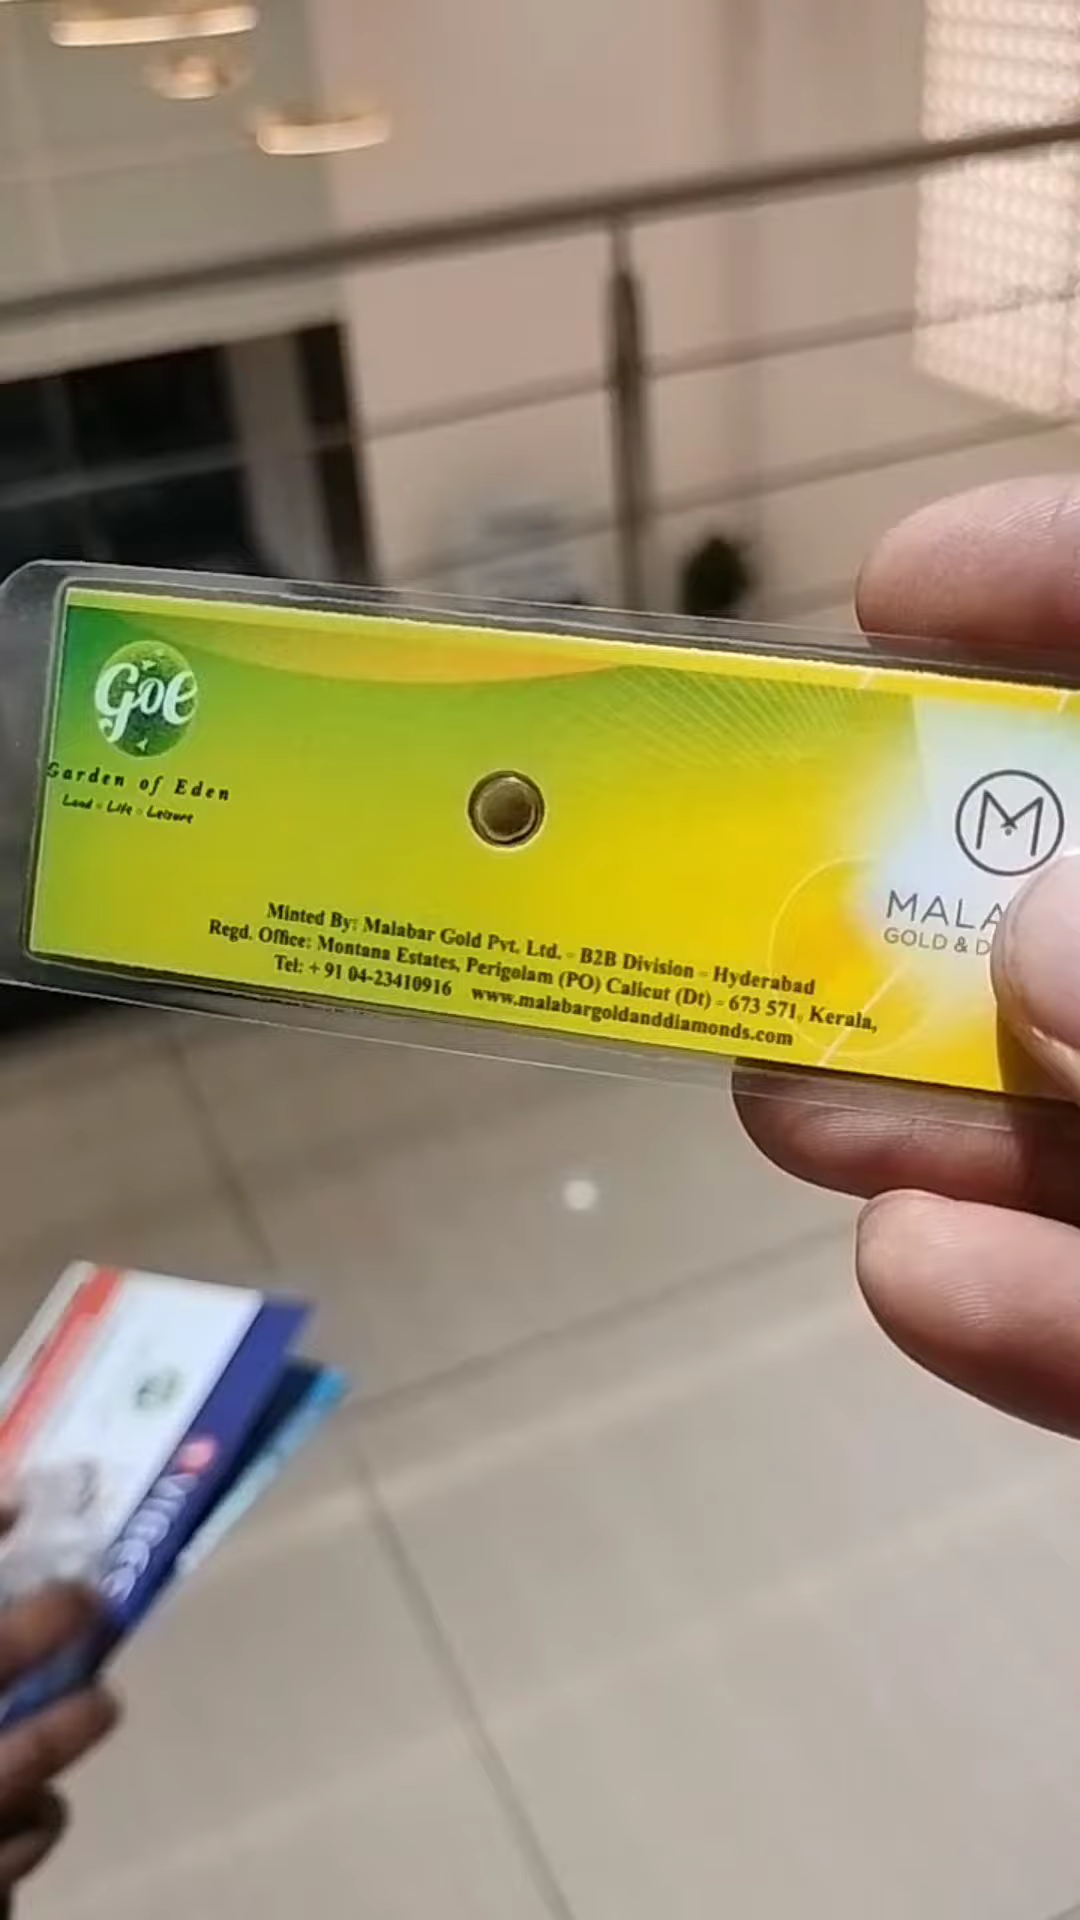 Goe
Garden of Eden
Land - Life - Leizure
M
MALA
GOLD & D
Minted By: Malabar Gold Pvt. Ltd. - B2B Division - Hyderabad
Regd. Office: Montana Estates, Perigolam (PO) Calicut (Dt) - 673 571, Kerala,
Tel: + 91 04-23410916 www.malabargoldanddiamonds.com